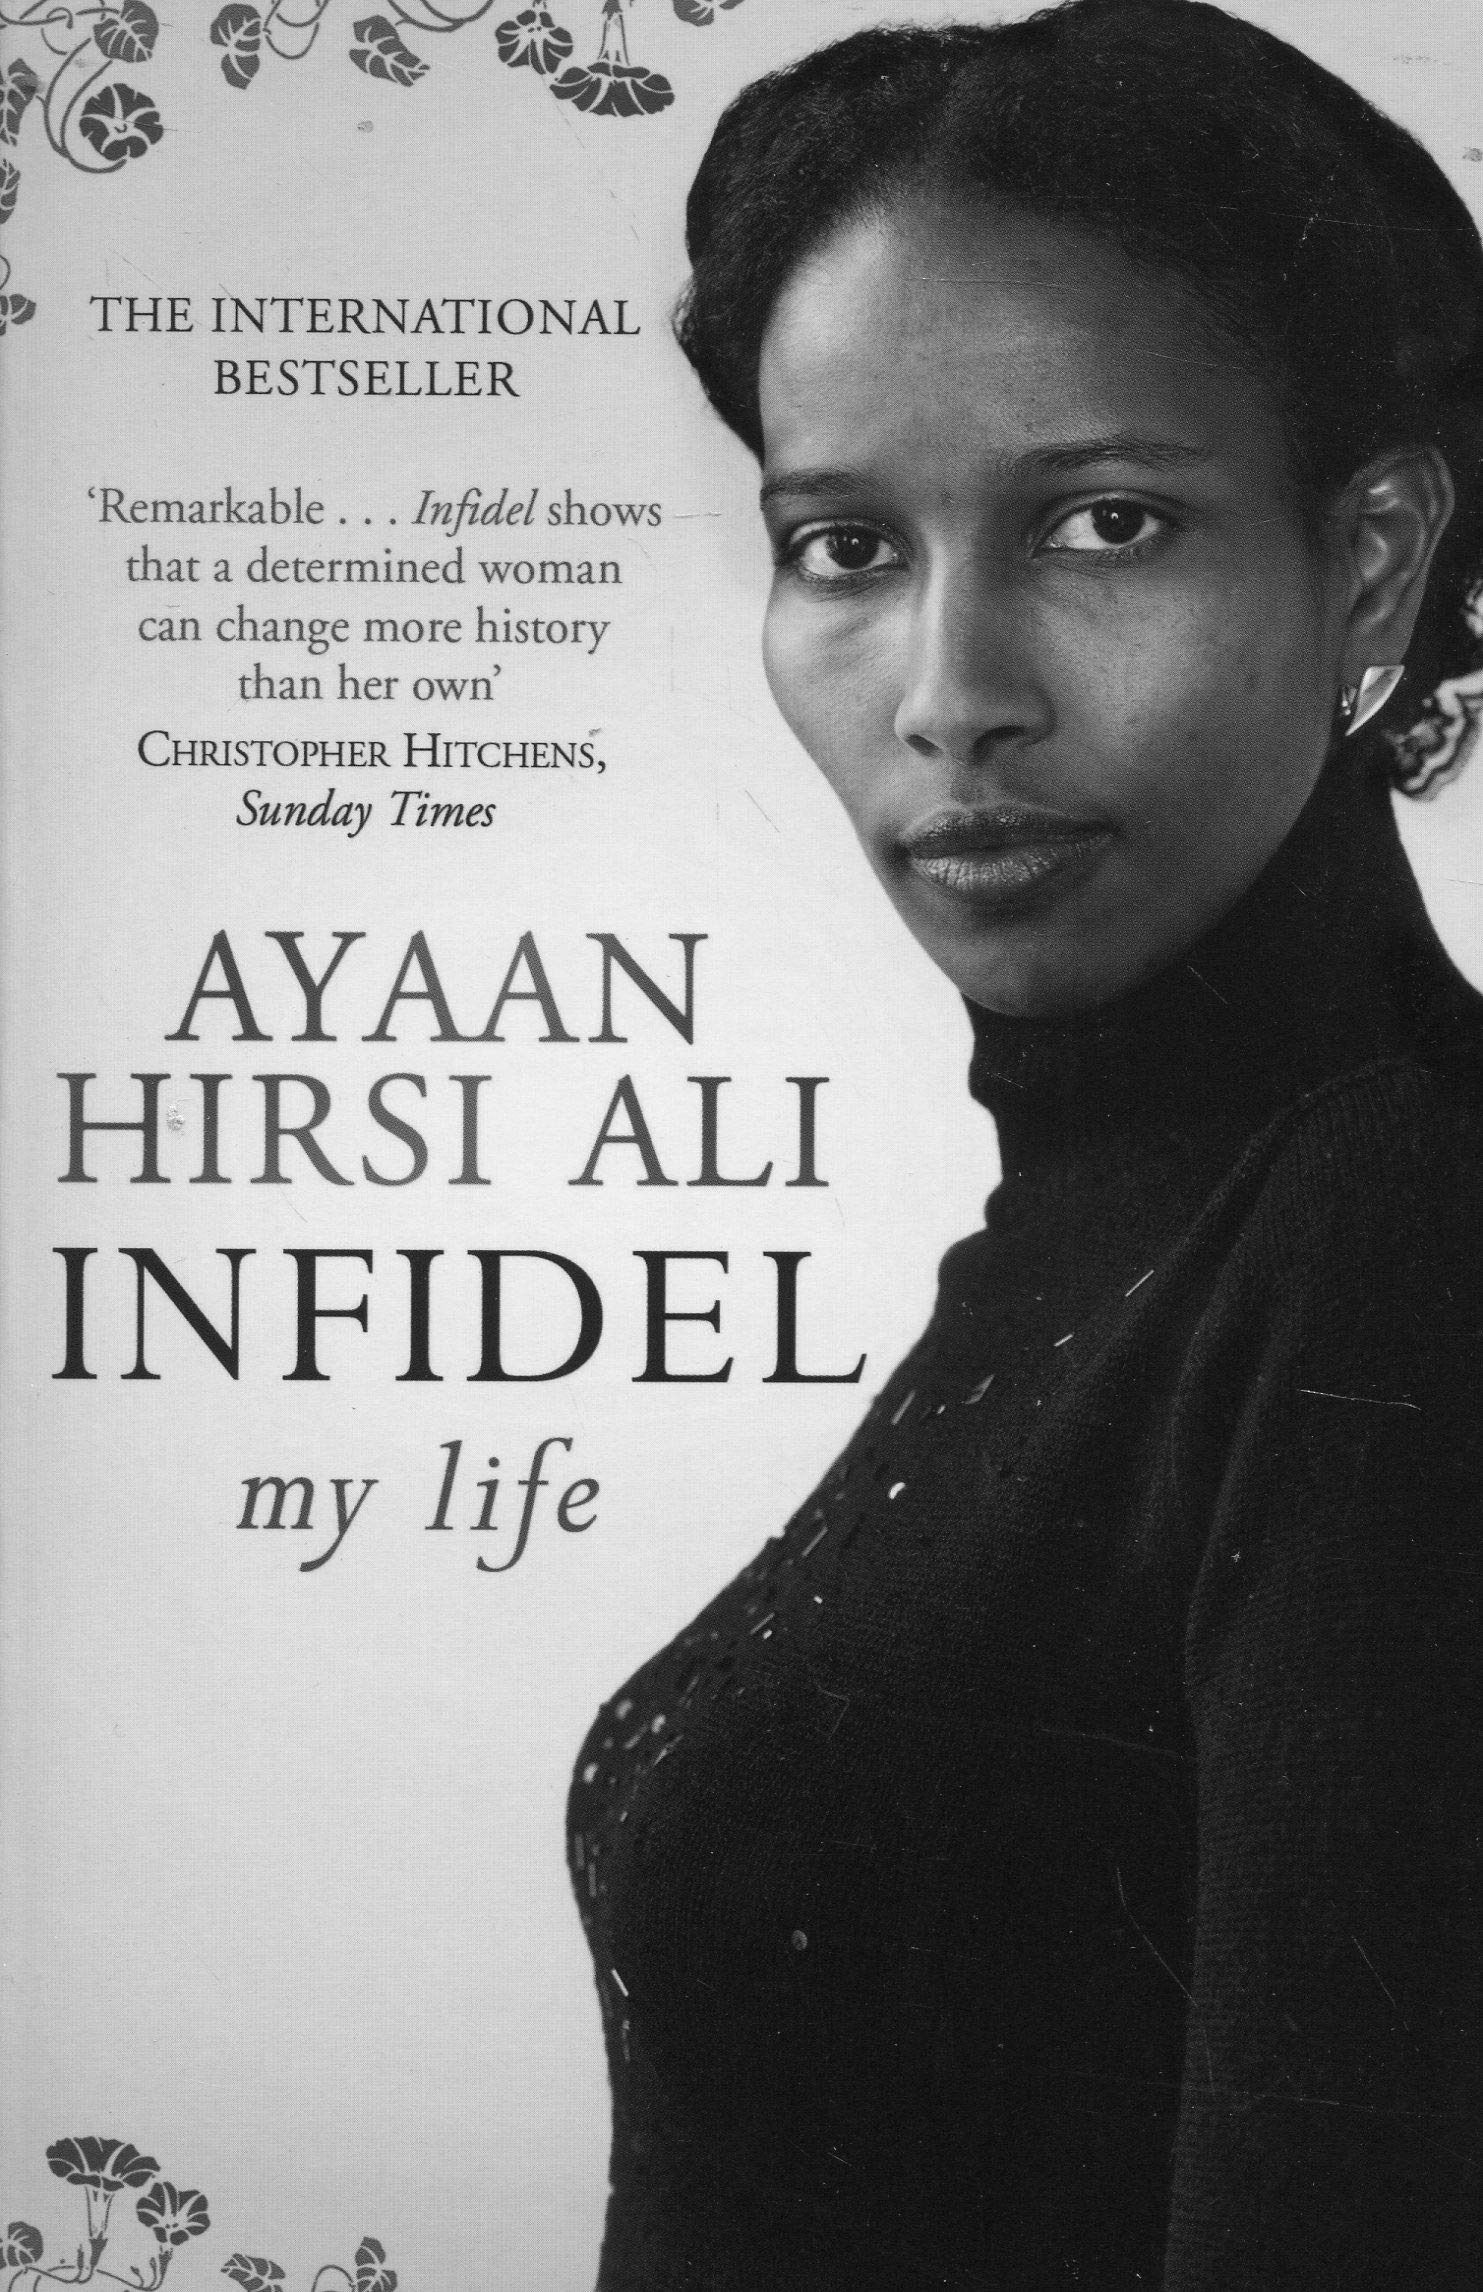 THE INTERNATIONAL
BESTSELLER
‘Remarkable . . . Infidel shows
that a determined woman
can change more history
than her own’
CHRISTOPHER HITCHENS,
Sunday Times
AYAAN
HIRSI ALI
INFIDEL
my life